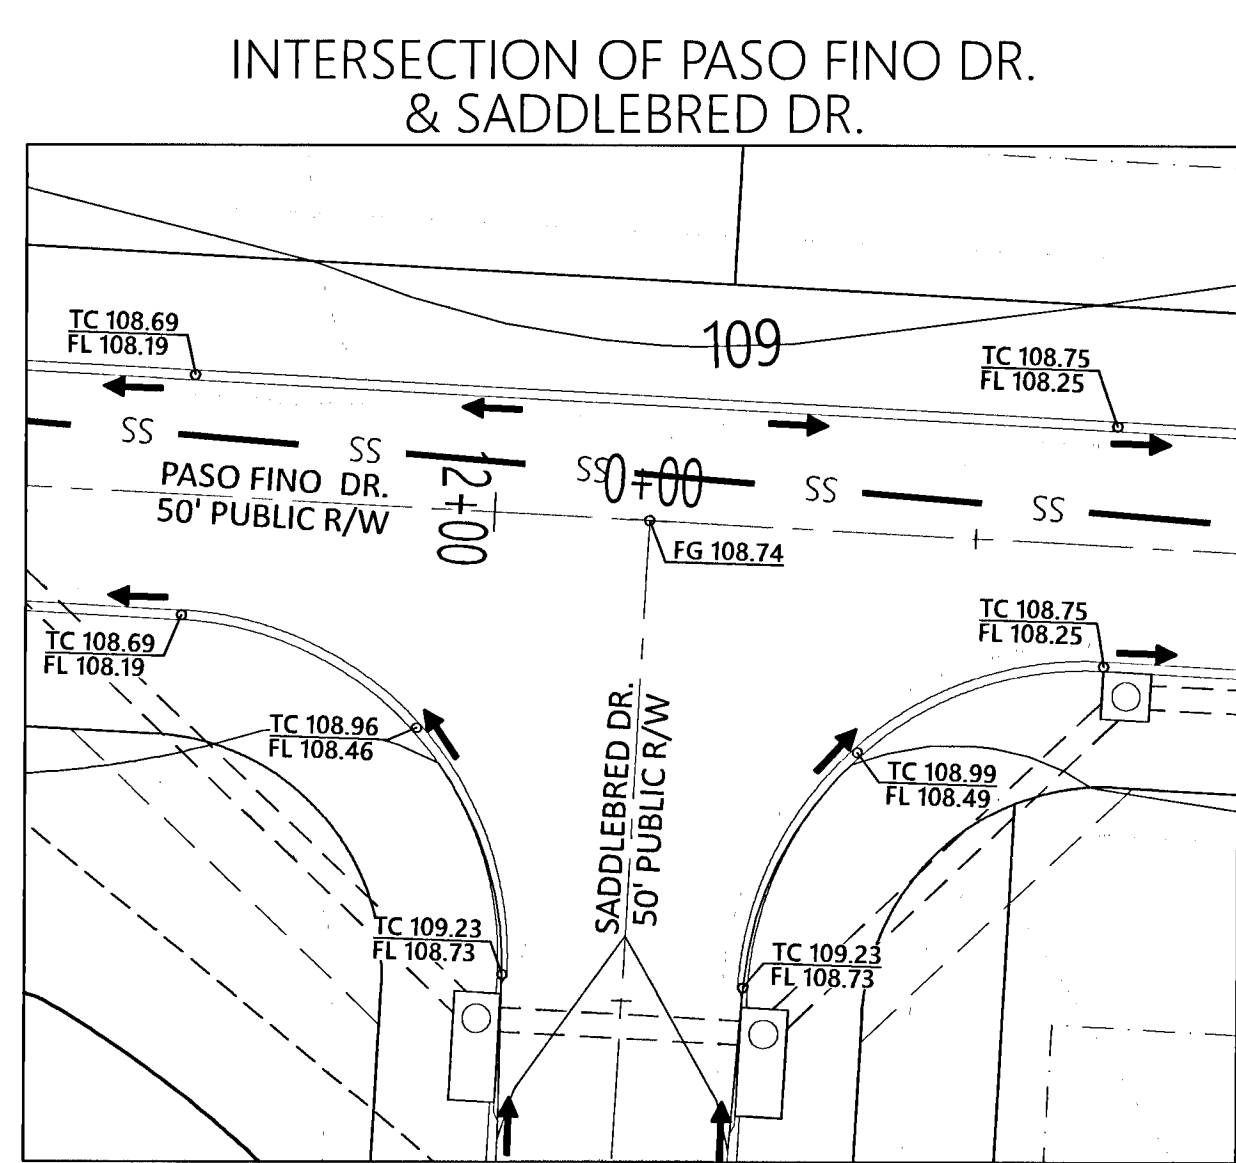 INTERSECTION OF PASO FINO DR.
& SADDLEBRED DR.
TC 108.69
FL 108.19
109
TC 108.75
FL 108.25
SS
SS
SS
SS
SS
PASO FINO DR.
50' PUBLIC R/W
12+00
0+00
FG 108.74
TC 108.69
FL 108.19
TC 108.75
FL 108.25
TC 108.96
FL 108.46
SADDLEBRED DR.
50' PUBLIC R/W
TC 108.99
FL 108.49
TC 109.23
FL 108.73
TC 109.23
FL 108.73